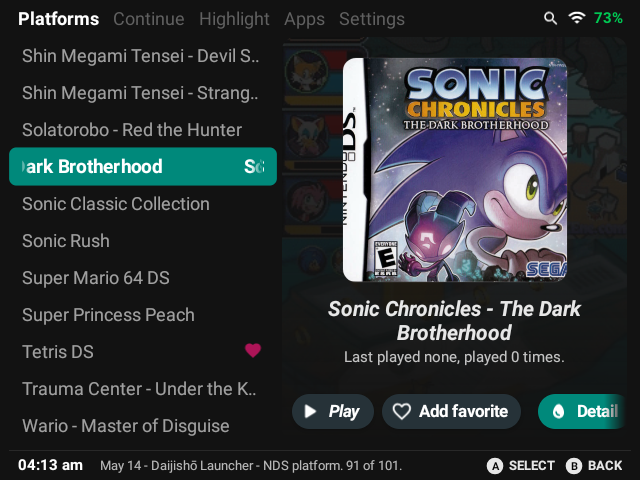 Platforms Continue Highlight Apps Settings 73%
Shin Megami Tensei - Devil S..
Shin Megami Tensei - Strang..
Solatorobo - Red the Hunter
ark Brotherhood
Sonic Classic Collection
Sonic Rush
Super Mario 64 DS
Super Princess Peach
Tetris DS
Trauma Center - Under the K..
Wario - Master of Disguise
SONIC
CHRONICLES
THE DARK BROTHERHOOD
NINTENDO DS
EVERYONE
E
ESRB
SEGA
Sonic Chronicles - The Dark
Brotherhood
Last played none, played 0 times.
Play Add favorite Detail
04:13 am May 14 - Daijishō Launcher - NDS platform. 91 of 101. A SELECT B BACK